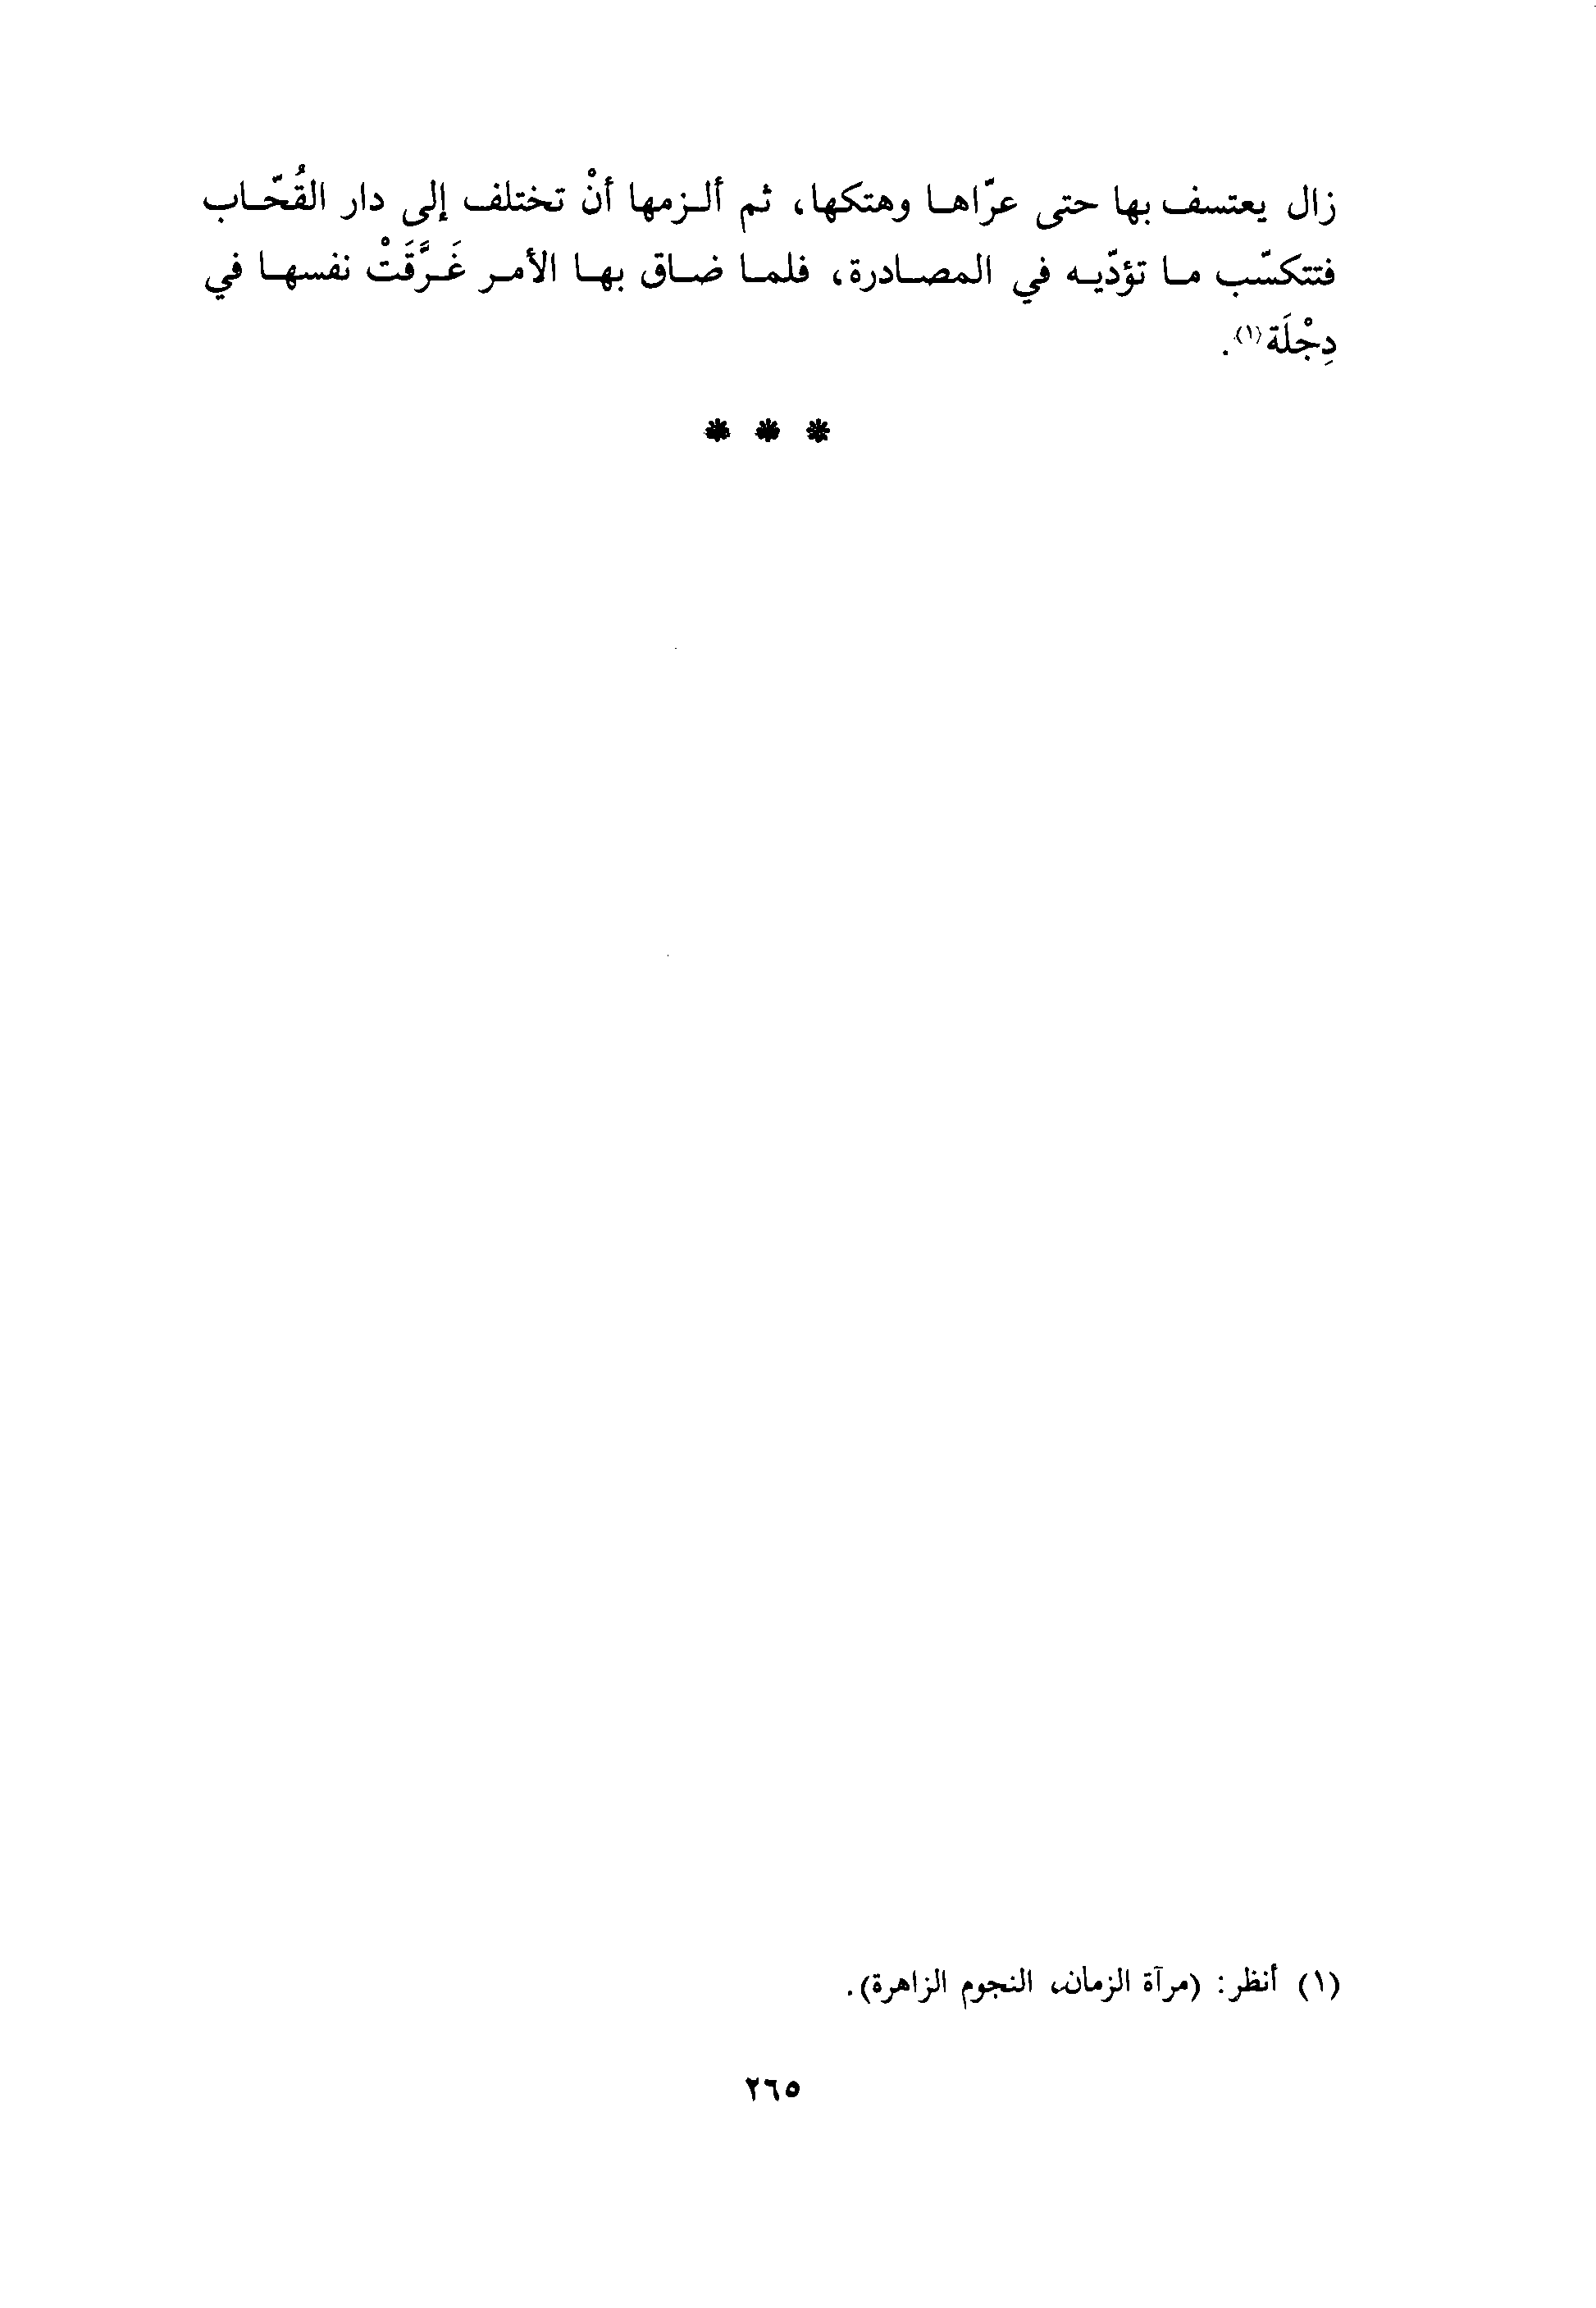 زال يعتسف بها حتى عرّاها وهتكها، ثم ألزمها أنْ تختلف إلى دار القُحّاب
فتتكسّب ما تؤدّيه في المصادرة، فلما ضاق بها الأمر غَرَّقَتْ نفسها في
دِجْلَة(١).
* * *
(١) أنظر: (مرآة الزمان، النجوم الزاهرة).
٢٦٥